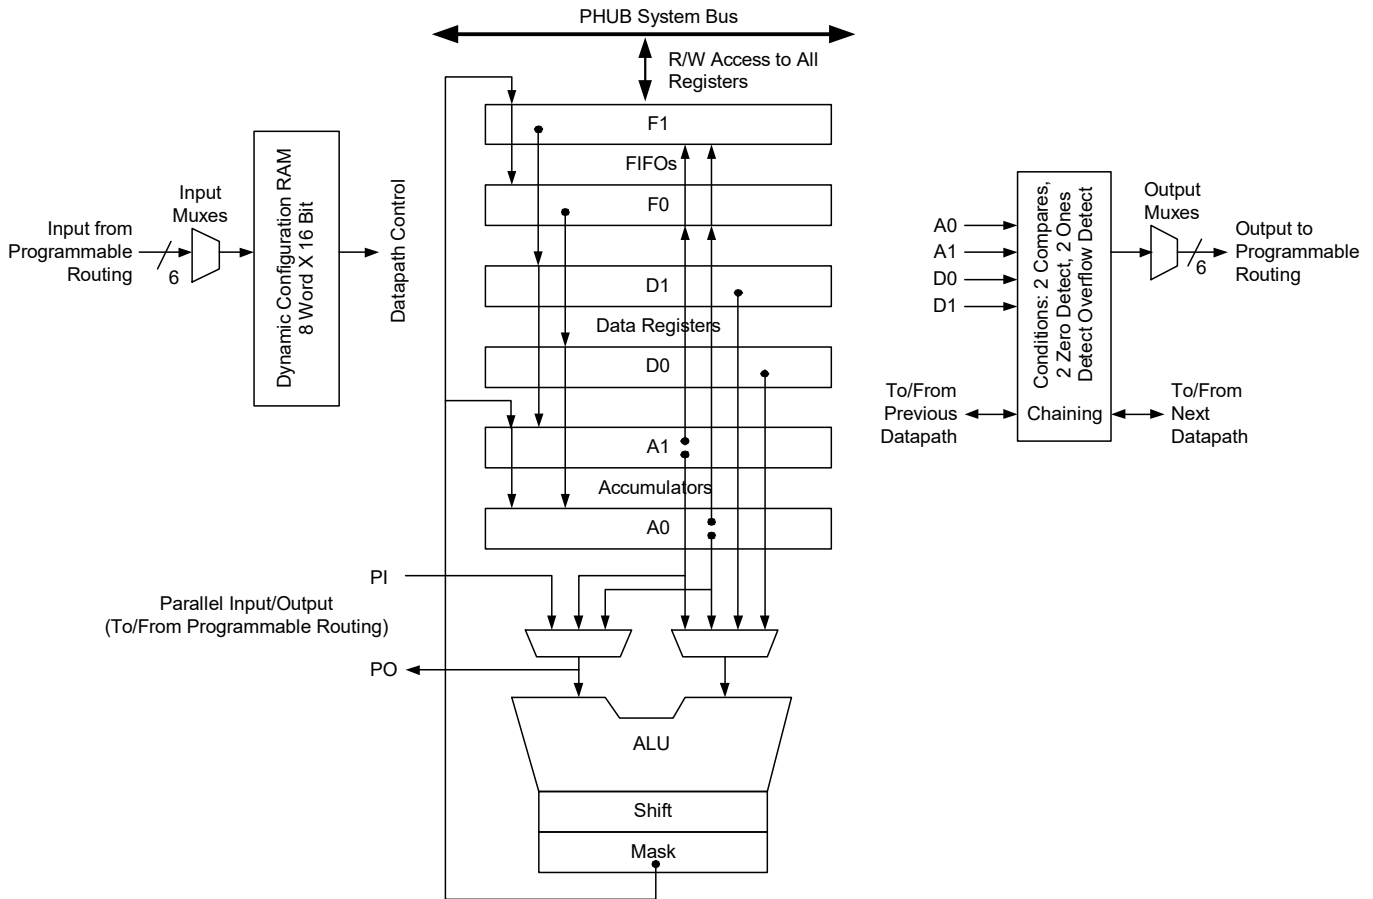 PHUB System Bus
R/W Access to All
Registers
F1
FIFOs
F0
D1
Data Registers
D0
A1
Accumulators
A0
Input from
Programmable
Routing
Input
Muxes
6
Dynamic Configuration RAM
8 Word X 16 Bit
Datapath Control
PI
Parallel Input/Output
(To/From Programmable Routing)
PO
ALU
Shift
Mask
A0
A1
D0
D1
Conditions: 2 Compares,
2 Zero Detect, 2 Ones
Detect Overflow Detect
Chaining
To/From
Previous
Datapath
To/From
Next
Datapath
Output
Muxes
6
Output to
Programmable
Routing